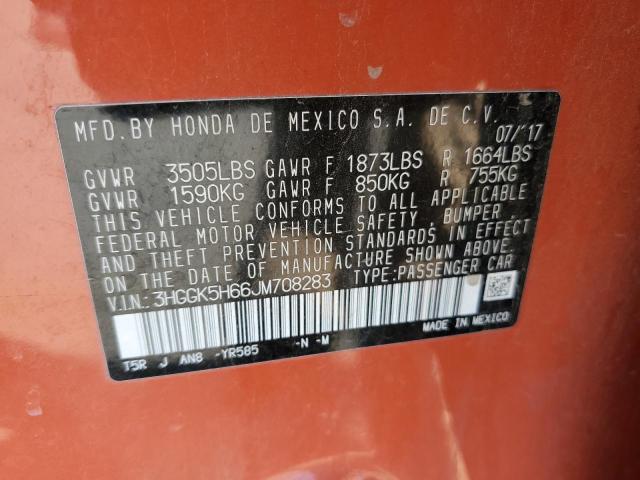 MFD. BY HONDA DE MEXICO S.A. DE C.V. 07/'17
GVWR 3505LBS GAWR F 1873LBS R 1664LBS
GVWR 1590KG GAWR F 850KG R 755KG
THIS VEHICLE CONFORMS TO ALL APPLICABLE
FEDERAL MOTOR VEHICLE SAFETY, BUMPER,
AND THEFT PREVENTION STANDARDS IN EFFECT
ON THE DATE OF MANUFACTURE SHOWN ABOVE.
V.I.N: 3HGGK5H66JM708283 TYPE: PASSENGER CAR
MADE IN MEXICO
T5R J AN8 -YR585 -N -M